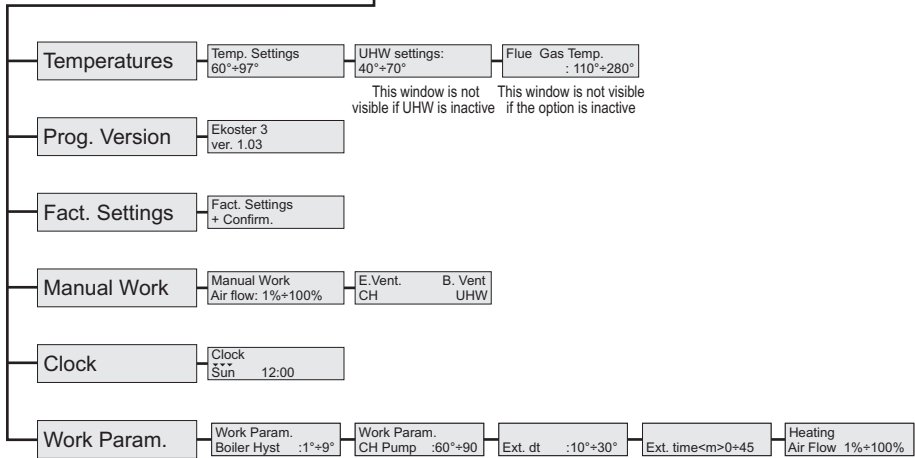 Temperatures
Temp. Settings
60°÷97°
UHW settings:
40°÷70°
Flue Gas Temp.
: 110°÷280°
This window is not
visible if UHW is inactive
This window is not visible
if the option is inactive
Prog. Version
Ekoster 3
ver. 1.03
Fact. Settings
Fact. Settings
+ Confirm.
Manual Work
Manual Work
Air flow: 1%÷100%
E.Vent. B. Vent
CH UHW
Clock
Clock
Sun 12:00
Work Param.
Work Param.
Boiler Hyst :1°÷9°
Work Param.
CH Pump :60°÷90
Ext. dt :10°÷30°
Ext. time<m>0÷45
Heating
Air Flow 1%÷100%